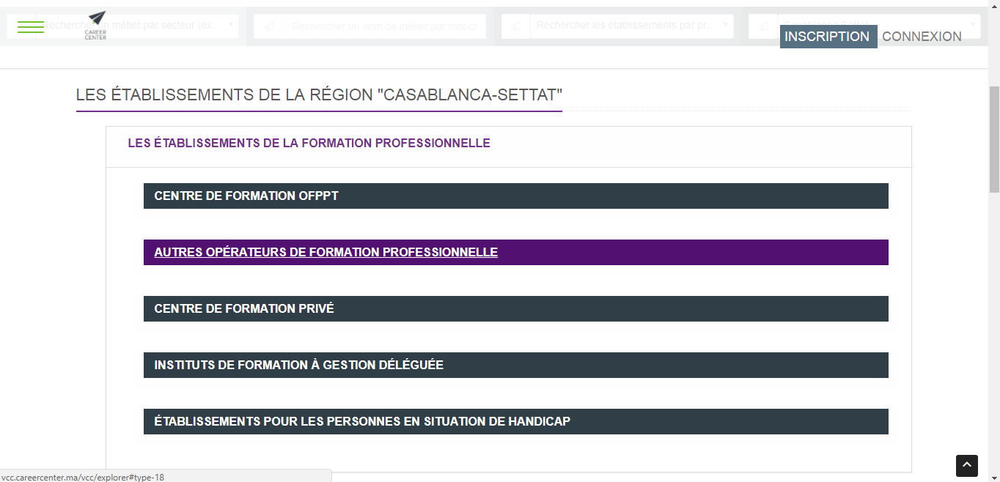 Rechercher un métier par secteur (ex...
Rechercher un nom de métier par mot-cl
Rechercher les établissements par pr...
Casablanca-Settat
CAREER
CENTER
INSCRIPTION
CONNEXION
LES ÉTABLISSEMENTS DE LA RÉGION "CASABLANCA-SETTAT"
LES ÉTABLISSEMENTS DE LA FORMATION PROFESSIONNELLE
CENTRE DE FORMATION OFPPT
AUTRES OPÉRATEURS DE FORMATION PROFESSIONNELLE
CENTRE DE FORMATION PRIVÉ
INSTITUTS DE FORMATION À GESTION DÉLÉGUÉE
ÉTABLISSEMENTS POUR LES PERSONNES EN SITUATION DE HANDICAP
vcc.careercenter.ma/vcc/explorer#type-18